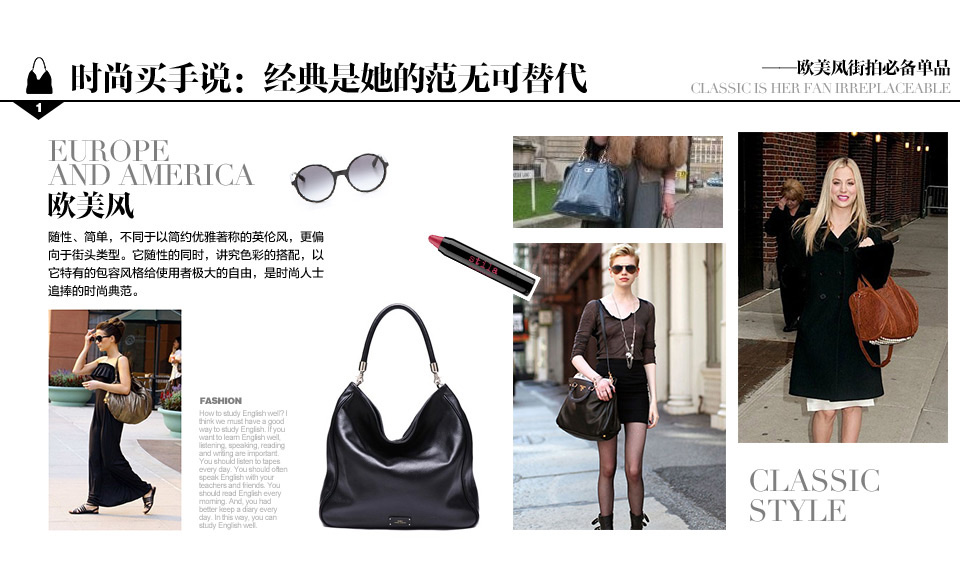 时尚买手说：经典是她的范无可替代
——欧美风街拍必备单品
CLASSIC IS HER FAN IRREPLACEABLE
1
EUROPE
AND AMERICA
欧美风
随性、简单，不同于以简约优雅著称的英伦风，更偏
向于街头类型。它随性的同时，讲究色彩的搭配，以
它特有的包容风格给使用者极大的自由，是时尚人士
追捧的时尚典范。
stila
FASHION
How to study English well? I
think we must have a good
way to study English. If you
want to learn English well,
listening, speaking, reading
and writing are important.
You should listen to tapes
every day. You should often
speak English with your
teachers and friends. You
should read English every
morning. And, you had
better keep a diary every
day. In this way, you can
study English well.
CLASSIC
STYLE